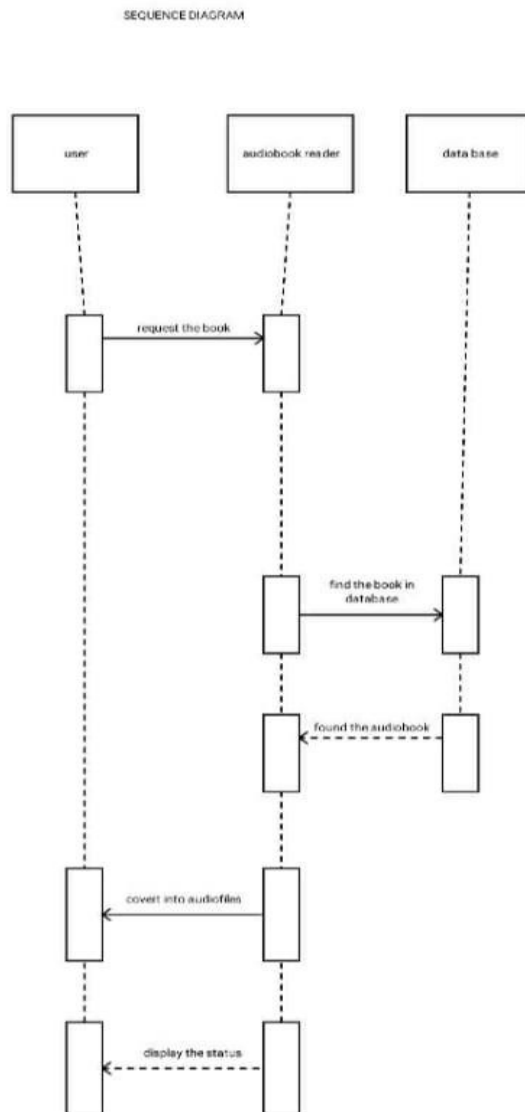 SEQUENCE DIAGRAM
user
audiobook reader
data base
request the book
find the book in
database
found the audiobook
covert into audiofiles
display the status